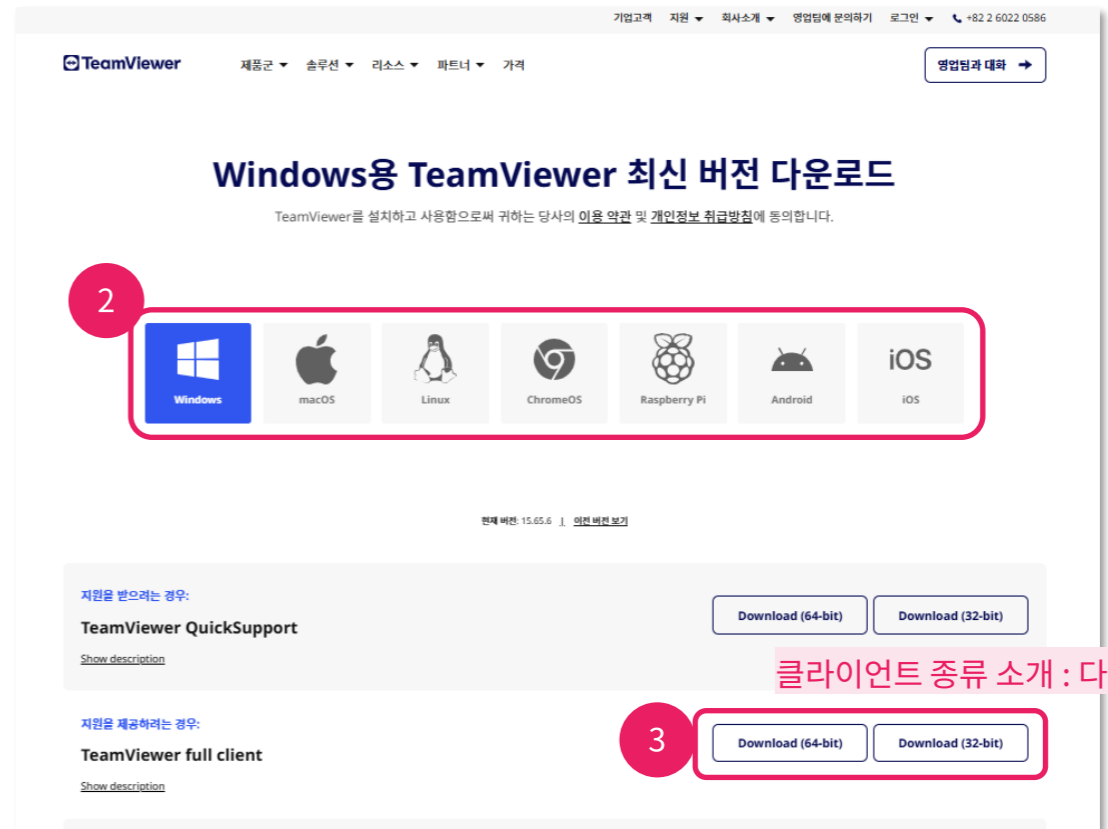 기업고객 지원 회사소개 영업팀에 문의하기 로그인 +82 2 6022 0586
TeamViewer 제품군 솔루션 리소스 파트너 가격 영업팀과 대화
Windows용 TeamViewer 최신 버전 다운로드
TeamViewer를 설치하고 사용함으로써 귀하는 당사의 이용 약관 및 개인정보 취급방침에 동의합니다.
2
iOS
Windows macOS Linux ChromeOS Raspberry Pi Android iOS
현재 버전: 15.65.6 | 이전 버전 보기
지원을 받으려는 경우:
TeamViewer QuickSupport
Download (64-bit) Download (32-bit)
Show description
클라이언트 종류 소개 : 다
지원을 제공하려는 경우:
TeamViewer full client
3
Download (64-bit) Download (32-bit)
Show description